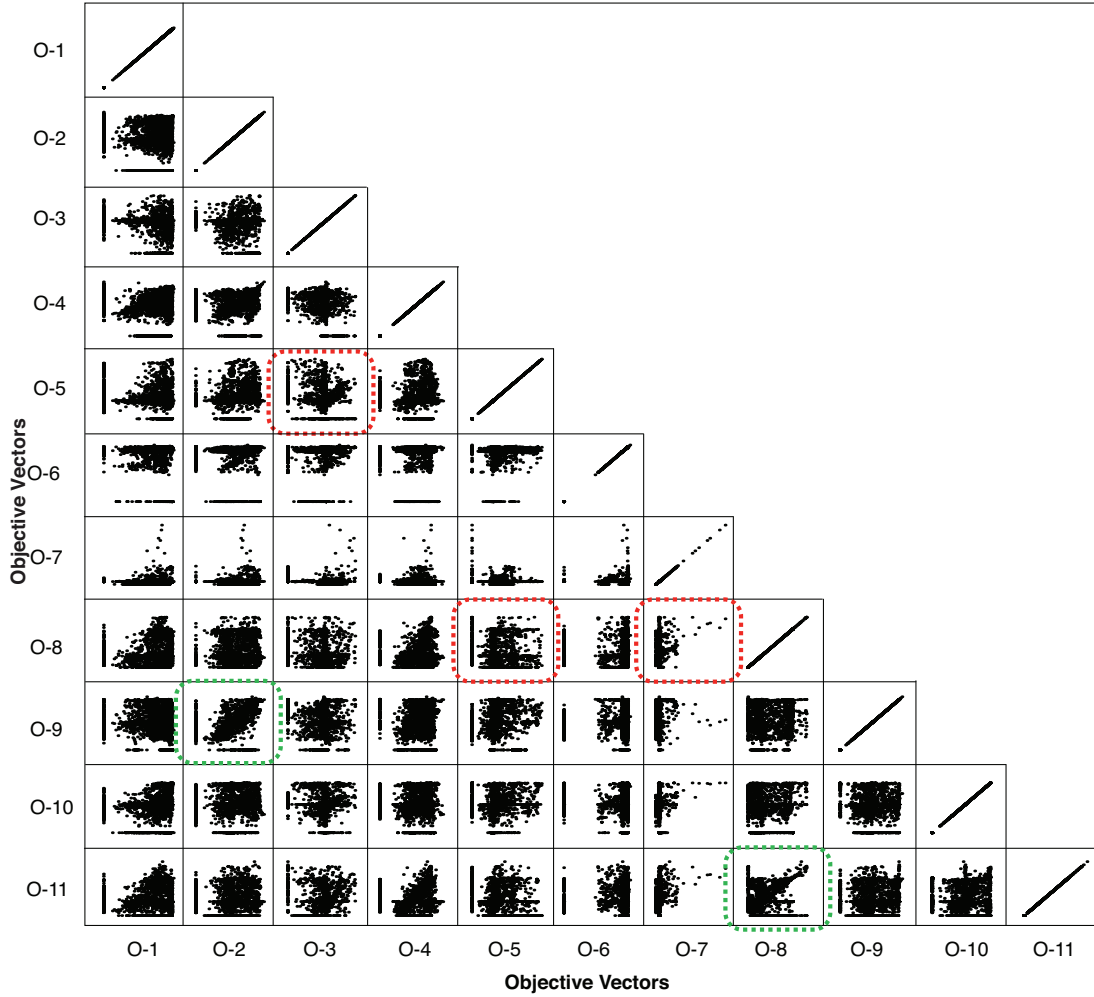 O-1
O-2
O-3
O-4
O-5
O-6
O-7
O-8
O-9
O-10
O-11
Objective Vectors
O-1 O-2 O-3 O-4 O-5 O-6 O-7 O-8 O-9 O-10 O-11
Objective Vectors